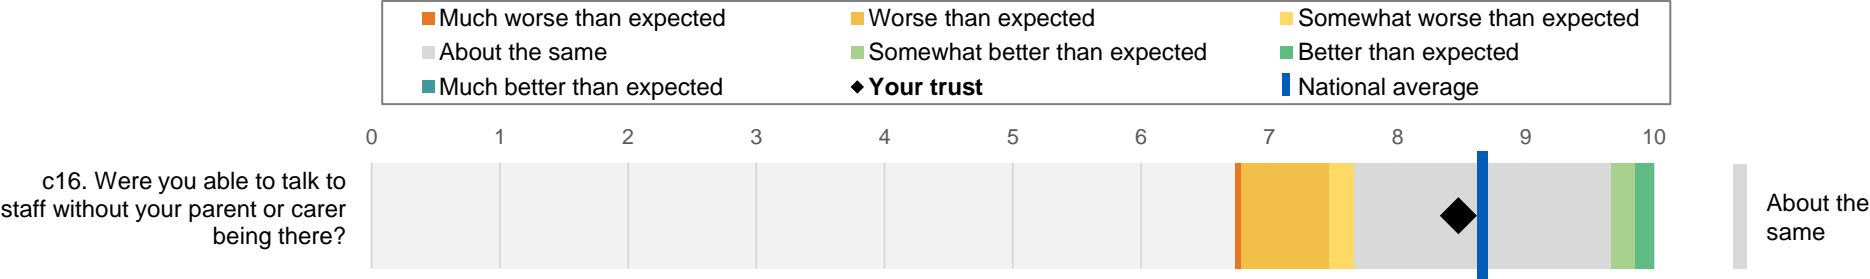 Much worse than expected
Worse than expected
Somewhat worse than expected
About the same
Somewhat better than expected
Better than expected
Much better than expected
Your trust
National average
0 1 2 3 4 5 6 7 8 9 10
c16. Were you able to talk to
staff without your parent or carer
being there?
About the
same